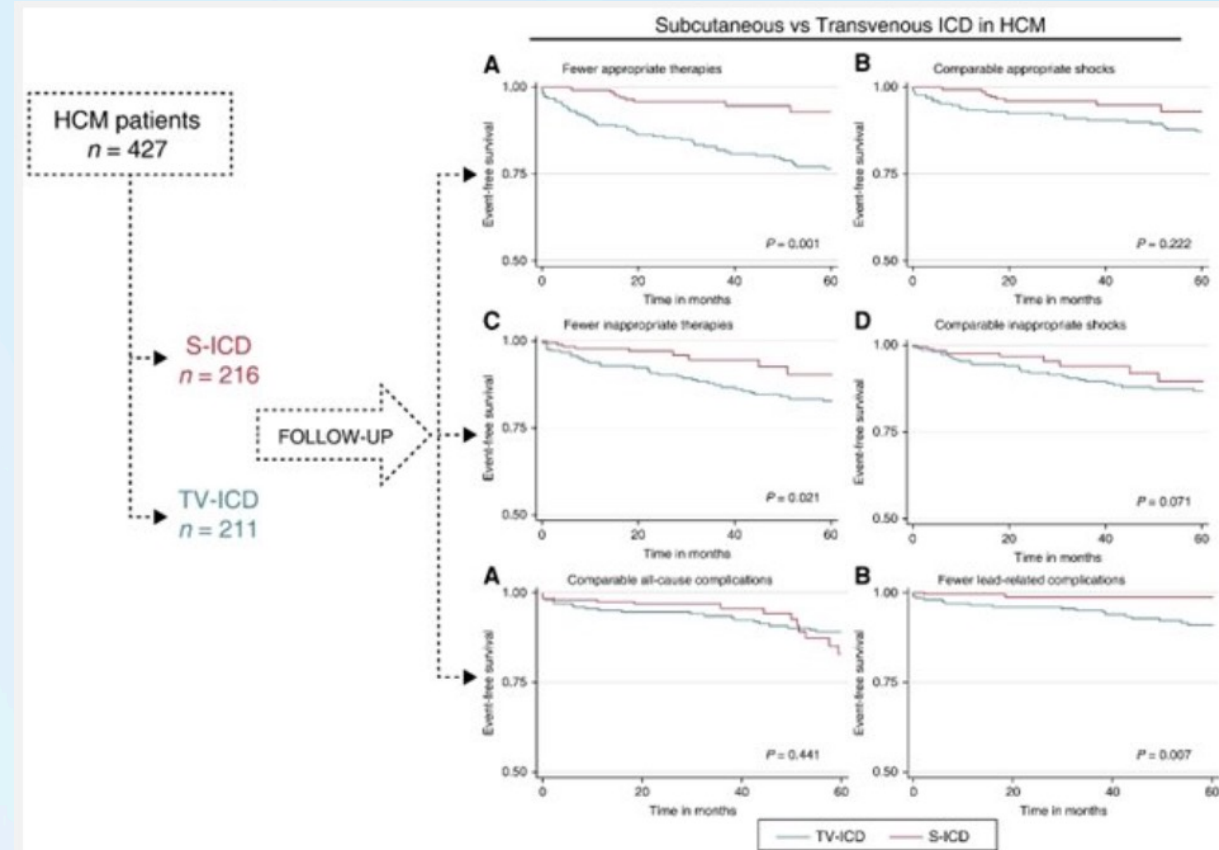 Subcutaneous vs Transvenous ICD in HCM
HCM patients
n = 427
S-ICD
n = 216
FOLLOW-UP
TV-ICD
n = 211
A
Fewer appropriate therapies
Event-free survival
1.00
0.75
0.50
P = 0.001
0 20 40 60
Time in months
B
Comparable appropriate shocks
Event-free survival
1.00
0.75
0.50
P = 0.222
0 20 40 60
Time in months
C
Fewer inappropriate therapies
Event-free survival
1.00
0.75
0.50
P = 0.021
0 20 40 60
Time in months
D
Comparable inappropriate shocks
Event-free survival
1.00
0.75
0.50
P = 0.071
0 20 40 60
Time in months
A
Comparable all-cause complications
Event-free survival
1.00
0.75
0.50
P = 0.441
0 20 40 60
Time in months
B
Fewer lead-related complications
Event-free survival
1.00
0.75
0.50
P = 0.007
0 20 40 60
Time in months
TV-ICD S-ICD